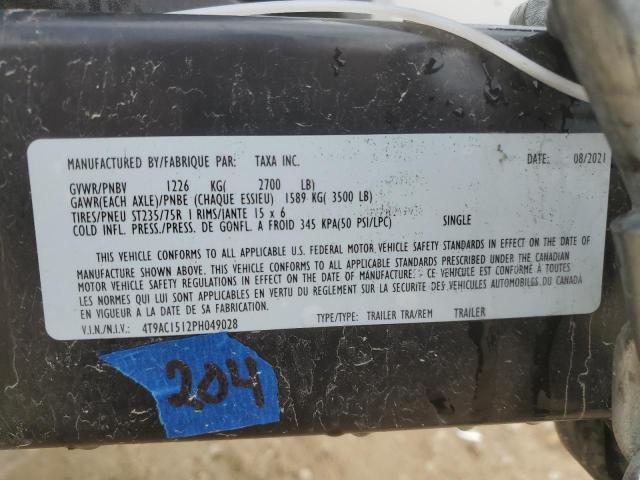 MANUFACTURED BY/FABRIQUE PAR: TAXA INC. DATE: 08/2021
GVWR/PNBV 1226 KG( 2700 LB)
GAWR(EACH AXLE)/PNBE (CHAQUE ESSIEU) 1589 KG( 3500 LB)
TIRES/PNEU ST235/75R I RIMS/JANTE 15 x 6
COLD INFL. PRESS./PRESS. DE GONFL. A FROID 345 KPA(50 PSI/LPC) SINGLE
THIS VEHICLE CONFORMS TO ALL APPLICABLE U.S. FEDERAL MOTOR VEHICLE SAFETY STANDARDS IN EFFECT ON THE DATE OF
MANUFACTURE SHOWN ABOVE. THIS VEHICLE CONFORMS TO ALL APPLICABLE STANDARDS PRESCRIBED UNDER THE CANADIAN
MOTOR VEHICLE SAFETY REGULATIONS IN EFFECT ON THE DATE OF MANUFACTURE. - CE VEHICULE EST CONFORME A TOUTES
LES NORMES QUI LUI SONT APPLICABLES EN VERTU DU REGLEMENT SUR LA SECURITE DES VEHICULES AUTOMOBILES DU CANADA
EN VIGUEUR A LA DATE DE SA FABRICATION.
V.I.N./N.I.V: 4T9AC1512PH049028 TYPE/TYPE: TRAILER TRA/REM TRAILER
204